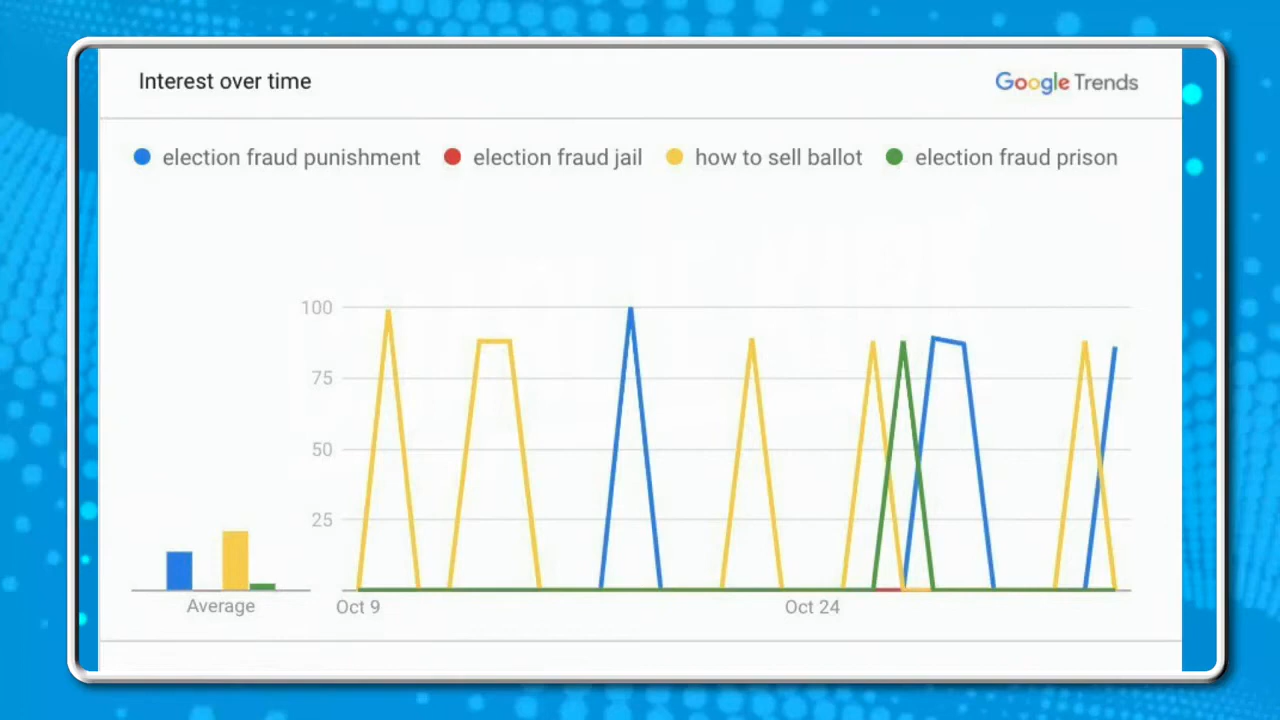 Interest over time
Google Trends
election fraud punishment election fraud jail how to sell ballot election fraud prison
100
75
50
25
Average
Oct 9
Oct 24